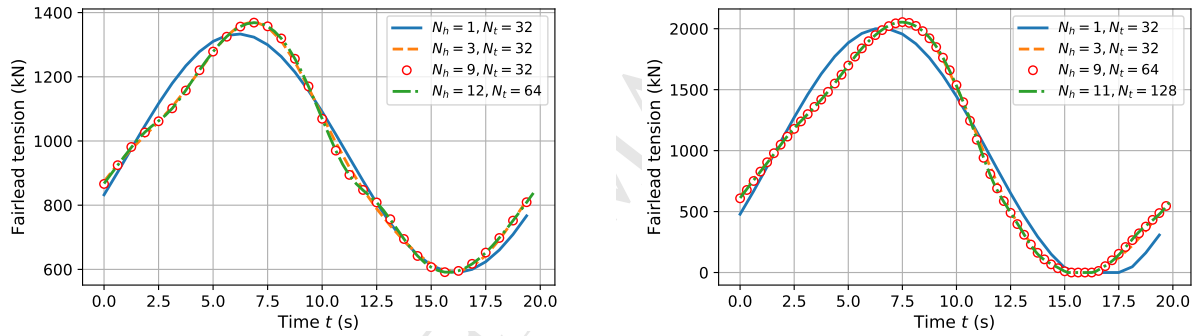 1400
1200
1000
800
600
Fairlead tension (kN)
0.0 2.5 5.0 7.5 10.0 12.5 15.0 17.5 20.0
Time t (s)
N_h = 1, N_t = 32
N_h = 3, N_t = 32
N_h = 9, N_t = 32
N_h = 12, N_t = 64
2000
1500
1000
500
0
Fairlead tension (kN)
0.0 2.5 5.0 7.5 10.0 12.5 15.0 17.5 20.0
Time t (s)
N_h = 1, N_t = 32
N_h = 3, N_t = 32
N_h = 9, N_t = 64
N_h = 11, N_t = 128